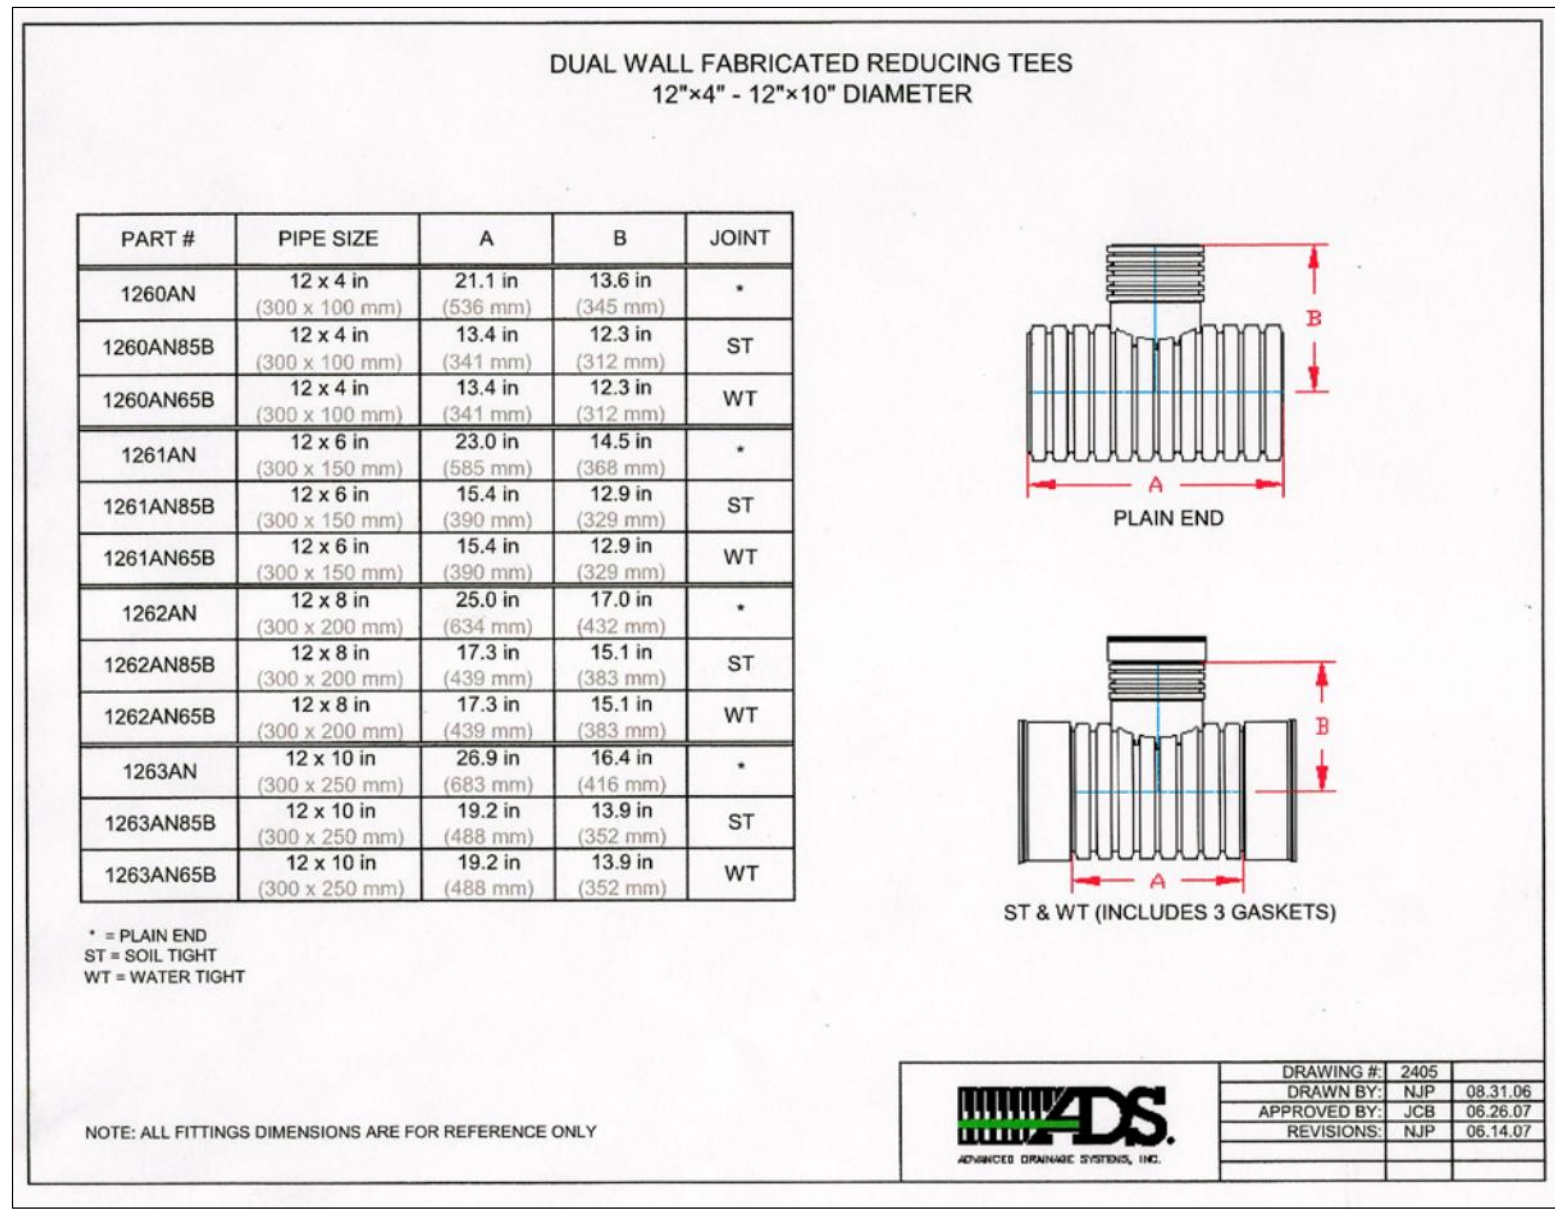 DUAL WALL FABRICATED REDUCING TEES
12"×4" - 12"×10" DIAMETER
PART # PIPE SIZE A B JOINT
1260AN 12 x 4 in (300 x 100 mm) 21.1 in (536 mm) 13.6 in (345 mm) *
1260AN85B 12 x 4 in (300 x 100 mm) 13.4 in (341 mm) 12.3 in (312 mm) ST
1260AN65B 12 x 4 in (300 x 100 mm) 13.4 in (341 mm) 12.3 in (312 mm) WT
1261AN 12 x 6 in (300 x 150 mm) 23.0 in (585 mm) 14.5 in (368 mm) *
1261AN85B 12 x 6 in (300 x 150 mm) 15.4 in (390 mm) 12.9 in (329 mm) ST
1261AN65B 12 x 6 in (300 x 150 mm) 15.4 in (390 mm) 12.9 in (329 mm) WT
1262AN 12 x 8 in (300 x 200 mm) 25.0 in (634 mm) 17.0 in (432 mm) *
1262AN85B 12 x 8 in (300 x 200 mm) 17.3 in (439 mm) 15.1 in (383 mm) ST
1262AN65B 12 x 8 in (300 x 200 mm) 17.3 in (439 mm) 15.1 in (383 mm) WT
1263AN 12 x 10 in (300 x 250 mm) 26.9 in (683 mm) 16.4 in (416 mm) *
1263AN85B 12 x 10 in (300 x 250 mm) 19.2 in (488 mm) 13.9 in (352 mm) ST
1263AN65B 12 x 10 in (300 x 250 mm) 19.2 in (488 mm) 13.9 in (352 mm) WT
* = PLAIN END
ST = SOIL TIGHT
WT = WATER TIGHT
B
A
PLAIN END
B
A
ST & WT (INCLUDES 3 GASKETS)
NOTE: ALL FITTINGS DIMENSIONS ARE FOR REFERENCE ONLY
ADS.
ADVANCED DRAINAGE SYSTEMS, INC.
DRAWING #: 2405
DRAWN BY: NJP 08.31.06
APPROVED BY: JCB 06.26.07
REVISIONS: NJP 06.14.07